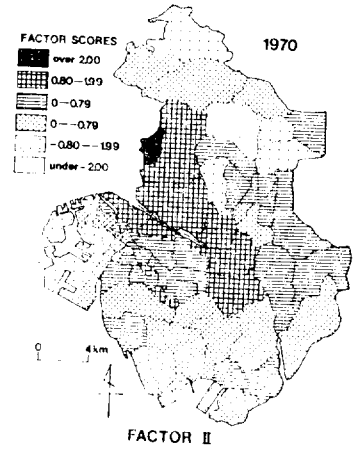 FACTOR SCORES
1970
over 2.00
0.80–1.99
0–0.79
0–-0.79
-0.80–-1.99
under-2.00
0 4km
FACTOR II